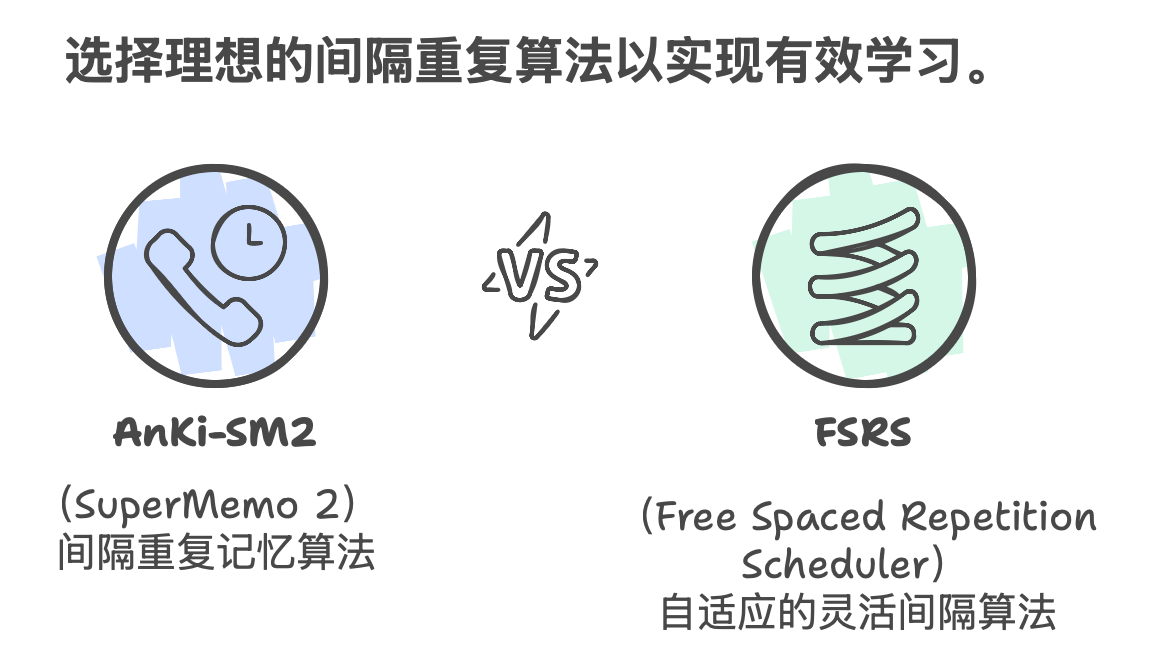 选择理想的间隔重复算法以实现有效学习。
VS
AnKi-SM2
FSRS
(SuperMemo 2)
间隔重复记忆算法
(Free Spaced Repetition
Scheduler)
自适应的灵活间隔算法